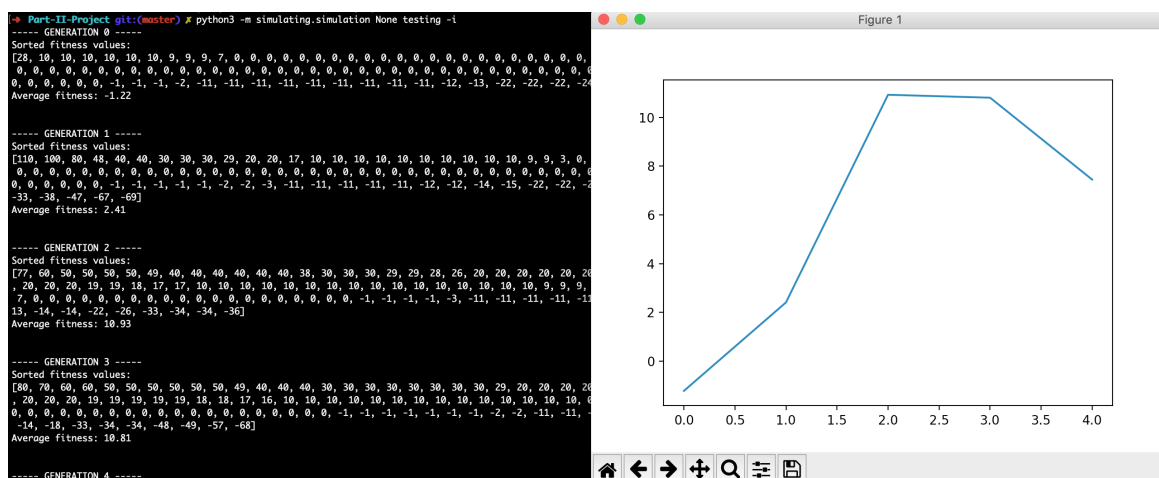 ➜ Part-II-Project git:(master) ✗ python3 -m simulating.simulation None testing -i
----- GENERATION 0 -----
Sorted fitness values:
[28, 10, 10, 10, 10, 10, 10, 9, 9, 9, 7, 0, 0, 0, 0, 0, 0, 0, 0, 0, 0, 0, 0, 0, 0, 0, 0, 0, 0, 0, 0, 0,
0, 0, 0, 0, 0, 0, 0, 0, 0, 0, 0, 0, 0, 0, 0, 0, 0, 0, 0, 0, 0, 0, 0, 0, 0, 0, 0, 0, 0, 0, 0, 0,
0, 0, 0, 0, 0, 0, -1, -1, -1, -2, -11, -11, -11, -11, -11, -11, -11, -11, -11, -12, -13, -22, -22, -22, -24
Average fitness: -1.22
----- GENERATION 1 -----
Sorted fitness values:
[110, 100, 80, 48, 40, 40, 30, 30, 30, 29, 20, 20, 17, 10, 10, 10, 10, 10, 10, 10, 10, 10, 9, 9, 3, 0,
0, 0, 0, 0, 0, 0, 0, 0, 0, 0, 0, 0, 0, 0, 0, 0, 0, 0, 0, 0, 0, 0, 0, 0, 0, 0, 0, 0, 0, 0, 0, 0,
0, 0, 0, 0, 0, 0, -1, -1, -1, -1, -1, -2, -2, -3, -11, -11, -11, -11, -11, -12, -12, -14, -15, -22, -22,
-33, -38, -47, -67, -69]
Average fitness: 2.41
----- GENERATION 2 -----
Sorted fitness values:
[77, 60, 50, 50, 50, 50, 49, 40, 40, 40, 40, 40, 40, 38, 30, 30, 30, 29, 29, 28, 26, 20, 20, 20, 20, 20, 20
, 20, 20, 20, 19, 19, 18, 17, 17, 10, 10, 10, 10, 10, 10, 10, 10, 10, 10, 10, 10, 10, 10, 10, 10, 9, 9, 9,
7, 0, 0, 0, 0, 0, 0, 0, 0, 0, 0, 0, 0, 0, 0, 0, 0, 0, 0, 0, -1, -1, -1, -1, -3, -11, -11, -11, -11, -11
13, -14, -14, -22, -26, -33, -34, -34, -36]
Average fitness: 10.93
----- GENERATION 3 -----
Sorted fitness values:
[80, 70, 60, 60, 50, 50, 50, 50, 50, 50, 49, 40, 40, 40, 30, 30, 30, 30, 30, 30, 30, 30, 29, 20, 20, 20, 20
, 20, 20, 20, 19, 19, 19, 19, 19, 18, 18, 17, 16, 10, 10, 10, 10, 10, 10, 10, 10, 10, 10, 10, 10, 10, 10,
0, 0, 0, 0, 0, 0, 0, 0, 0, 0, 0, 0, 0, 0, 0, 0, 0, 0, -1, -1, -1, -1, -1, -1, -1, -2, -2, -11, -11,
-14, -18, -33, -34, -34, -48, -49, -57, -68]
Average fitness: 10.81
----- GENERATION 4 -----
Figure 1
10
8
6
4
2
0
0.0 0.5 1.0 1.5 2.0 2.5 3.0 3.5 4.0